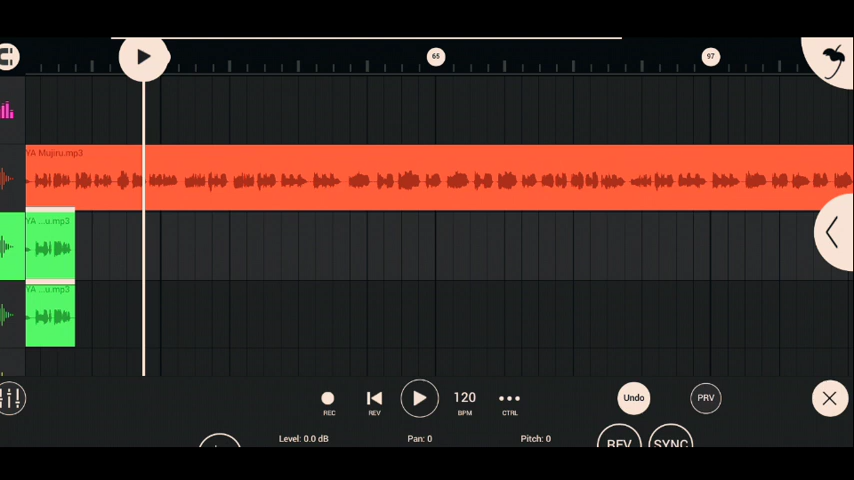 65
97
YA Mujiru.mp3
YA ...u.mp3
YA ...u.mp3
120
Undo
PRV
REC
REV
BPM
CTRL
Level: 0.0 dB
Pan: 0
Pitch: 0
REV
SYNC